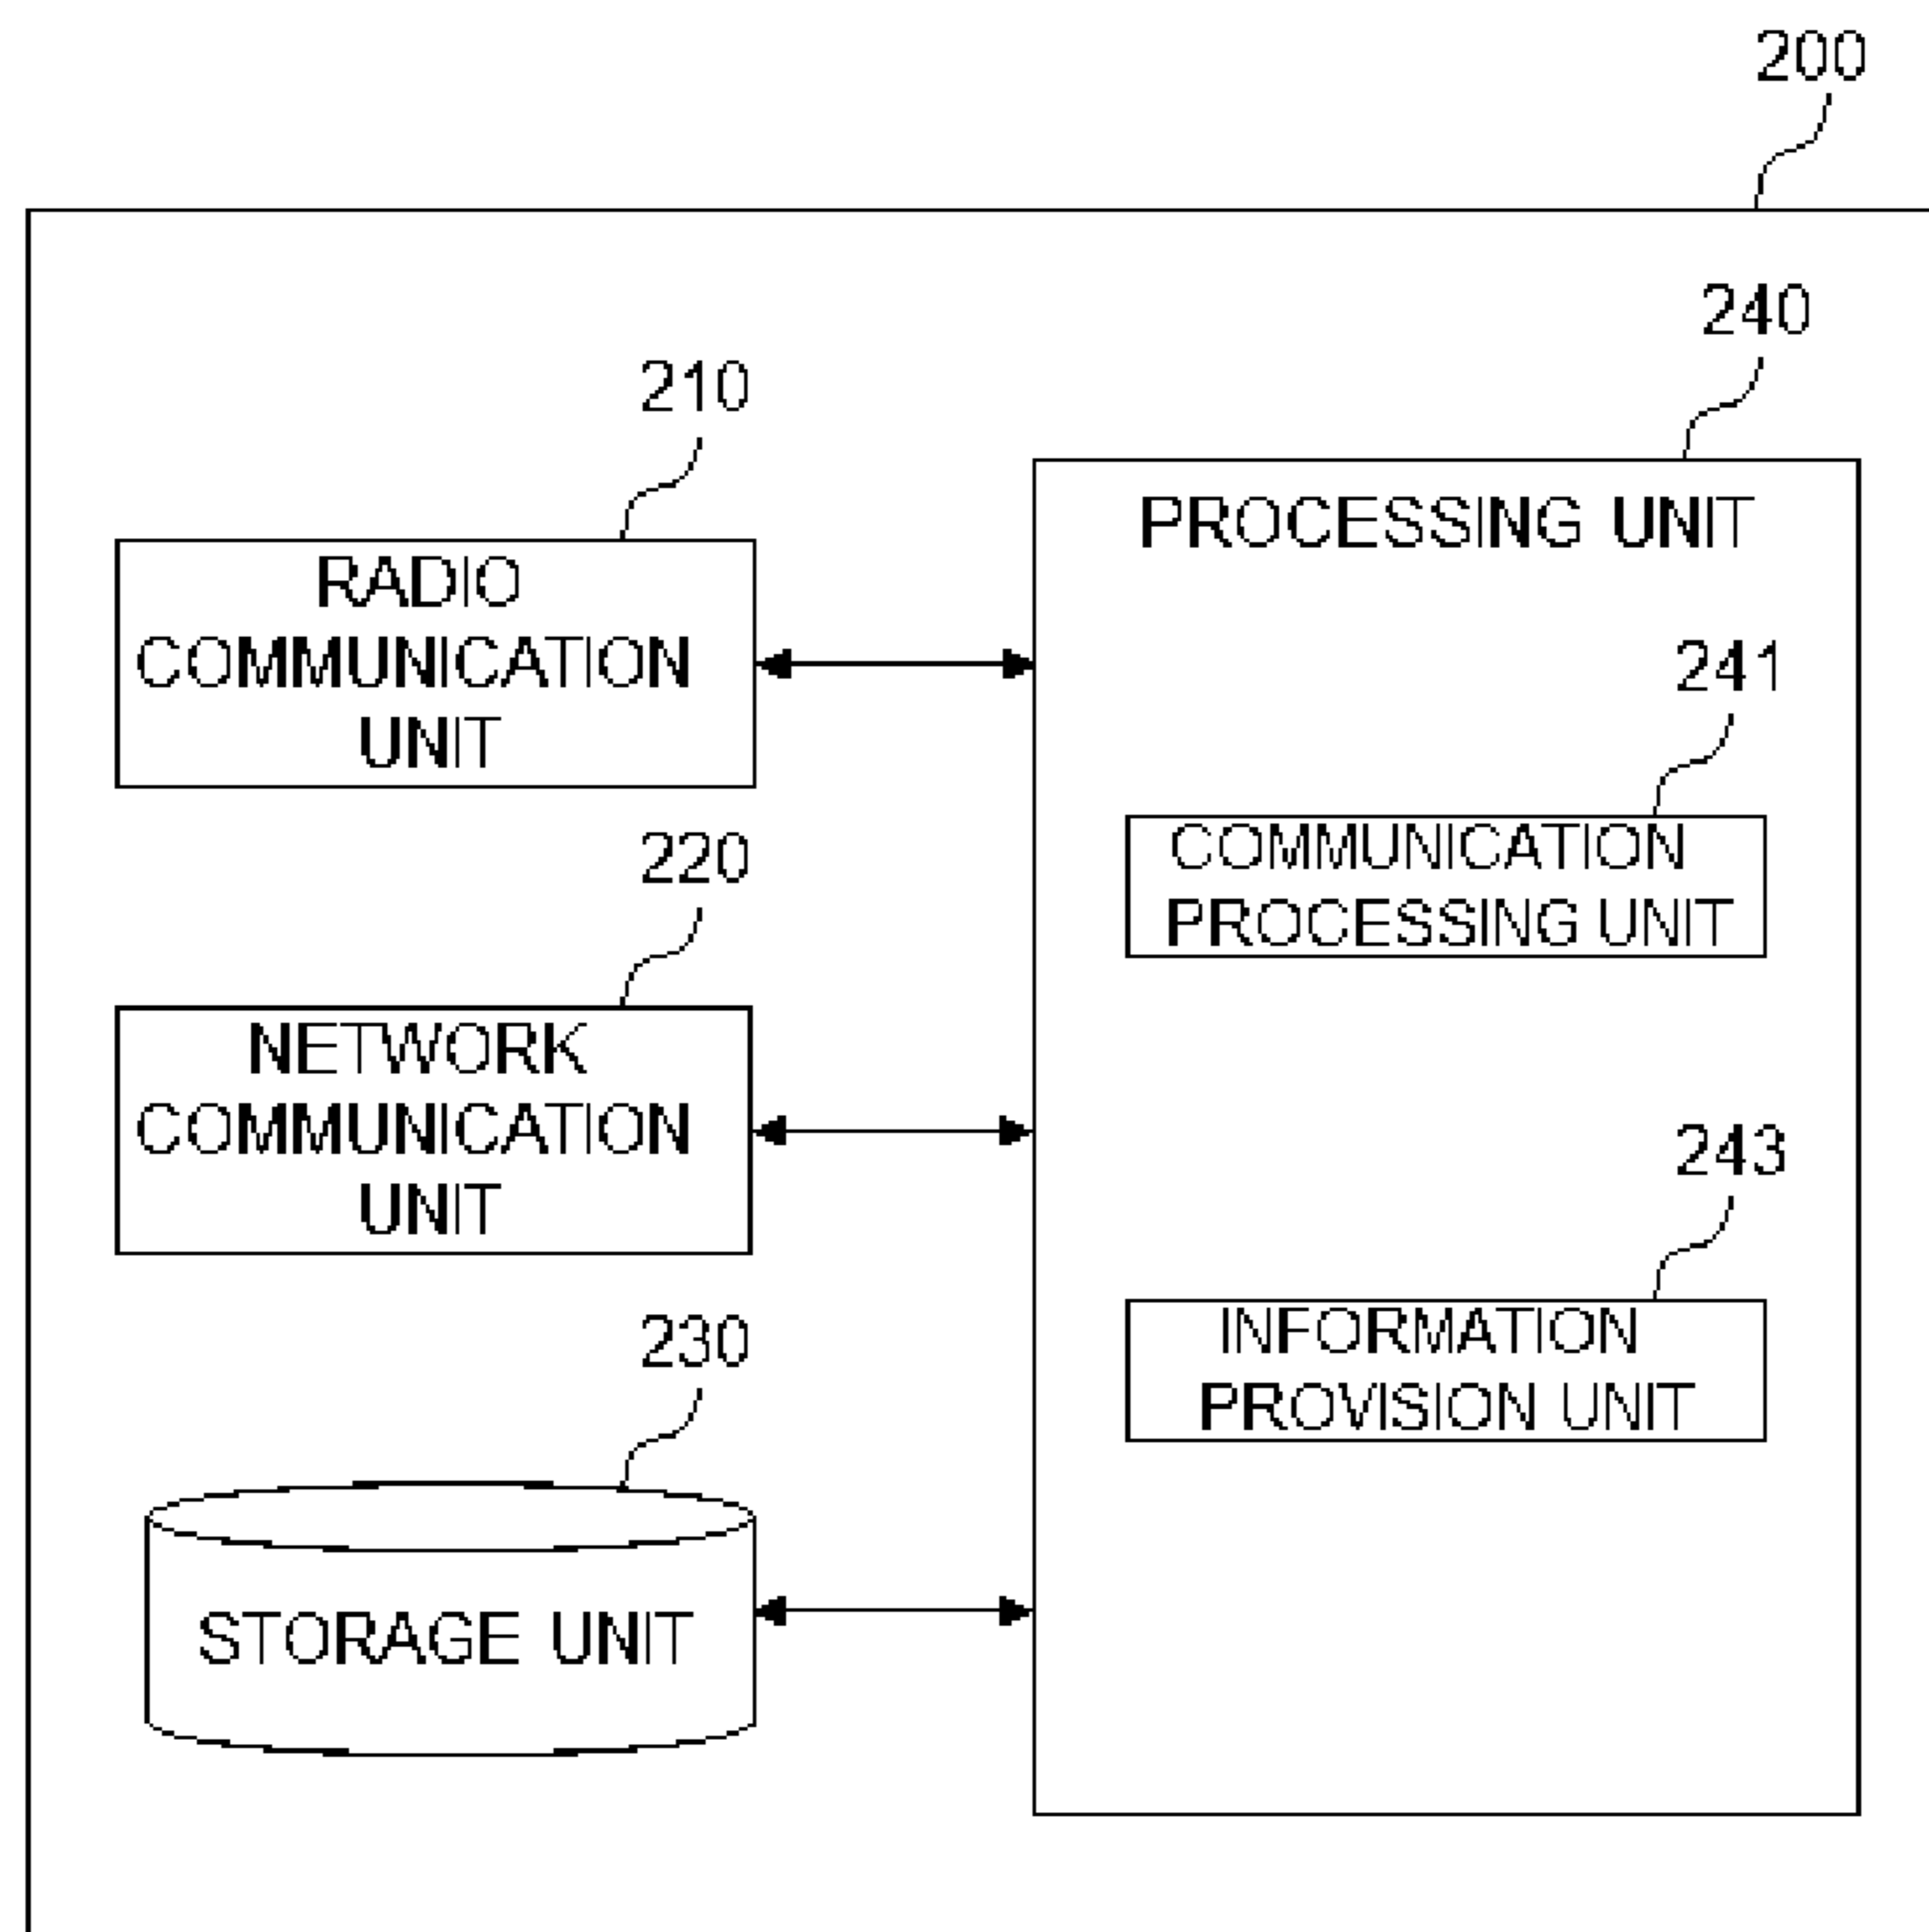 200
240
210
PROCESSING UNIT
RADIO
COMMUNICATION
UNIT
241
COMMUNICATION
PROCESSING UNIT
220
NETWORK
COMMUNICATION
UNIT
243
INFORMATION
PROVISION UNIT
230
STORAGE UNIT